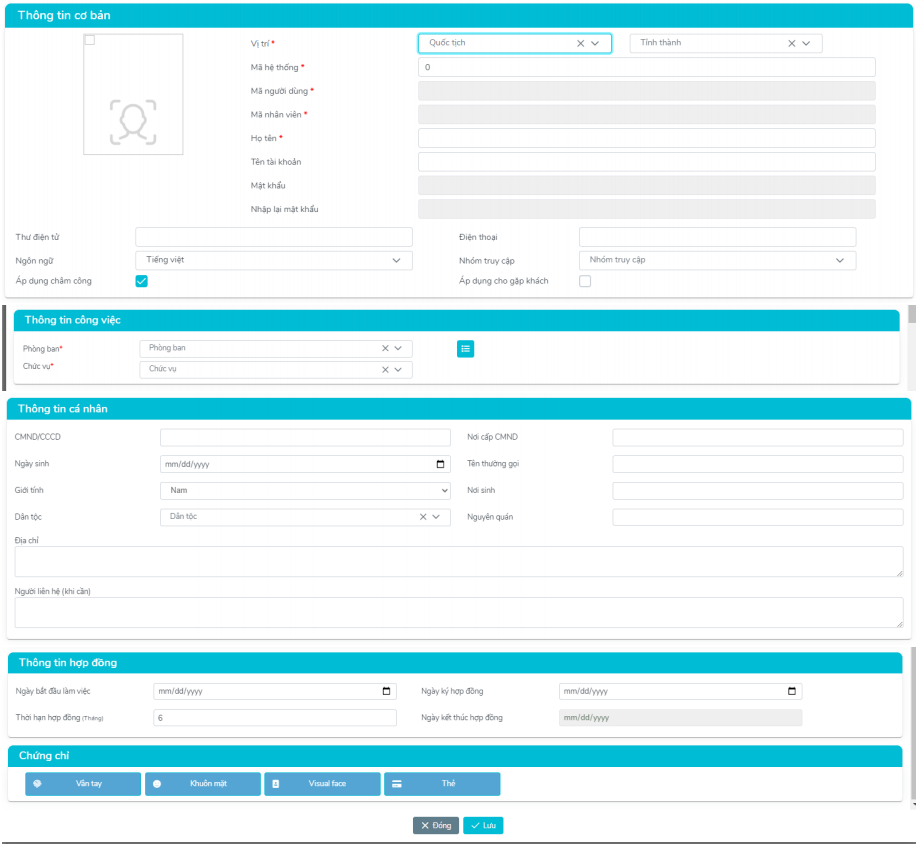 Thông tin cơ bản
Vị trí * Quốc tịch Tỉnh thành
Mã hệ thống * 0
Mã người dùng *
Mã nhân viên *
Họ tên *
Tên tài khoản
Mật khẩu
Nhập lại mật khẩu
Thư điện tử Điện thoại
Ngôn ngữ Tiếng việt Nhóm truy cập Nhóm truy cập
Áp dụng chấm công Áp dụng cho gặp khách
Thông tin công việc
Phòng ban* Phòng ban
Chức vụ* Chức vụ
Thông tin cá nhân
CMND/CCCD Nơi cấp CMND
Ngày sinh mm/dd/yyyy Tên thường gọi
Giới tính Nam Nơi sinh
Dân tộc Dân tộc Nguyên quán
Địa chỉ
Người liên hệ (khi cần)
Thông tin hợp đồng
Ngày bắt đầu làm việc mm/dd/yyyy Ngày ký hợp đồng mm/dd/yyyy
Thời hạn hợp đồng (Tháng) 6 Ngày kết thúc hợp đồng mm/dd/yyyy
Chứng chỉ
Vân tay Khuôn mặt Visual face Thẻ
Đóng Lưu